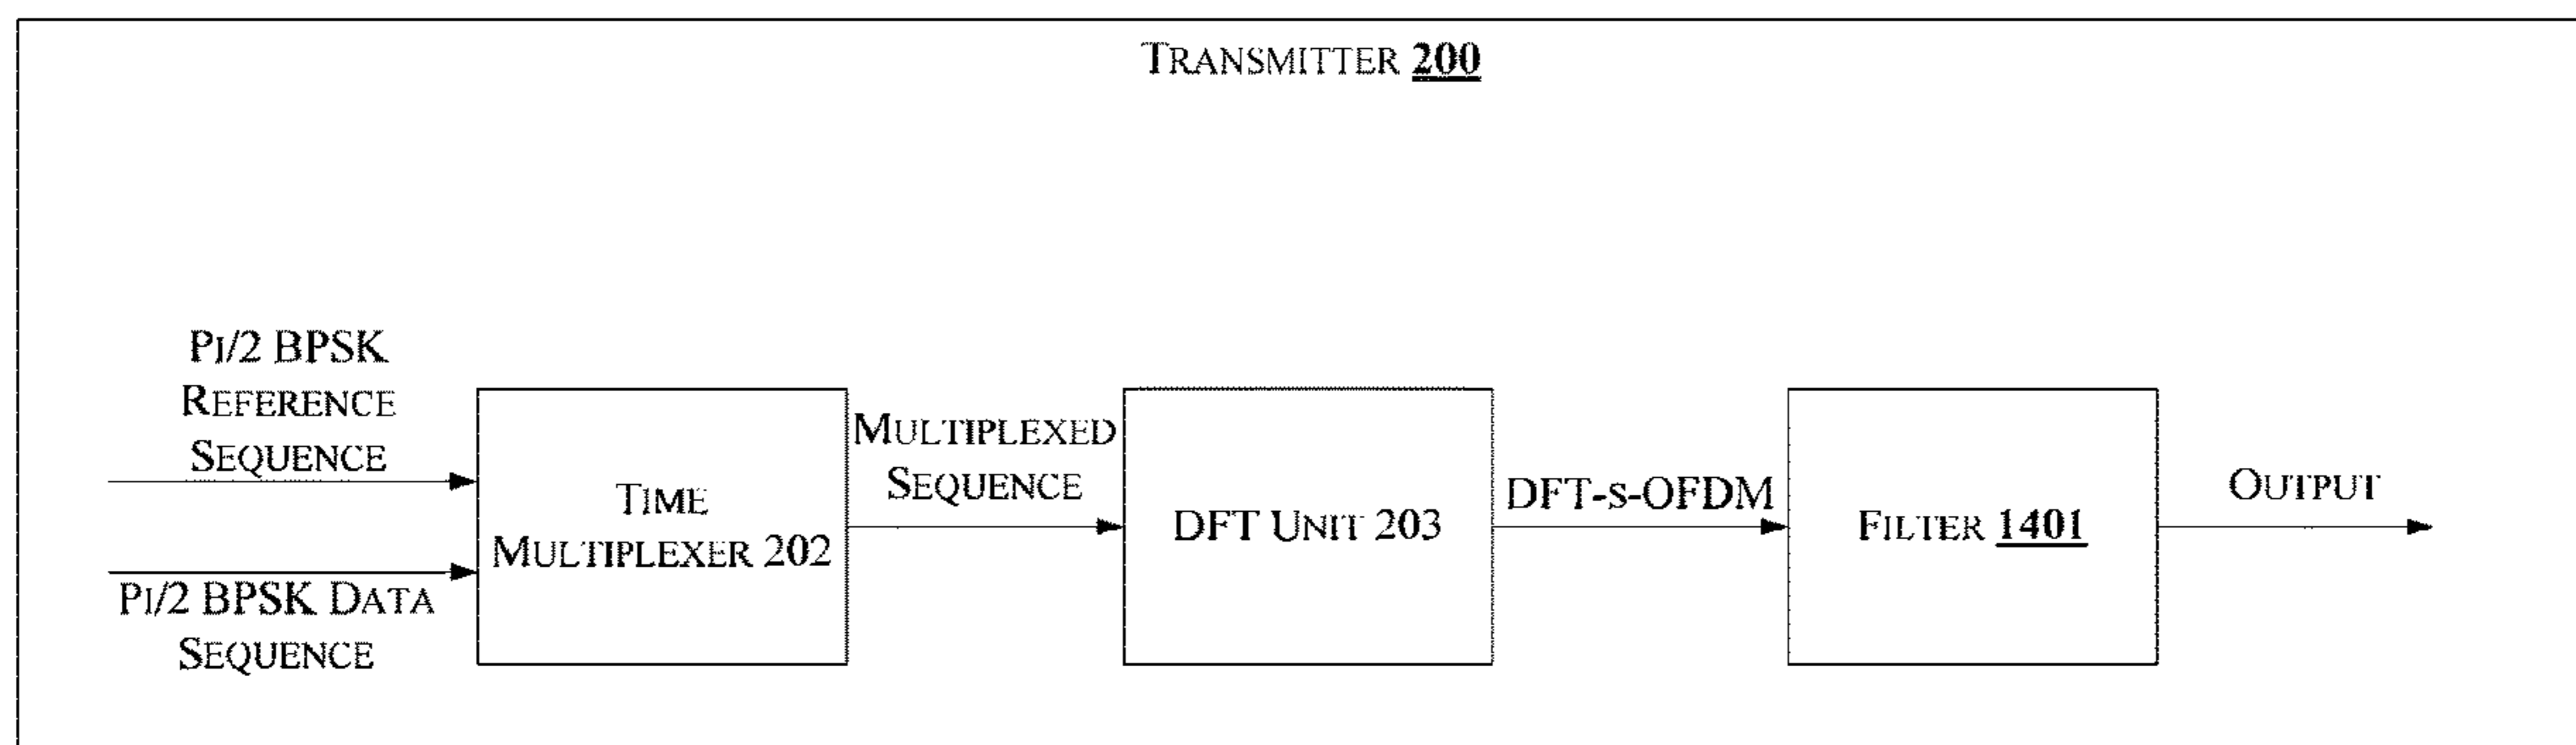 TRANSMITTER 200
PI/2 BPSK
REFERENCE
SEQUENCE
PI/2 BPSK DATA
SEQUENCE
TIME
MULTIPLEXER 202
MULTIPLEXED
SEQUENCE
DFT UNIT 203
DFT-S-OFDM
FILTER 1401
OUTPUT